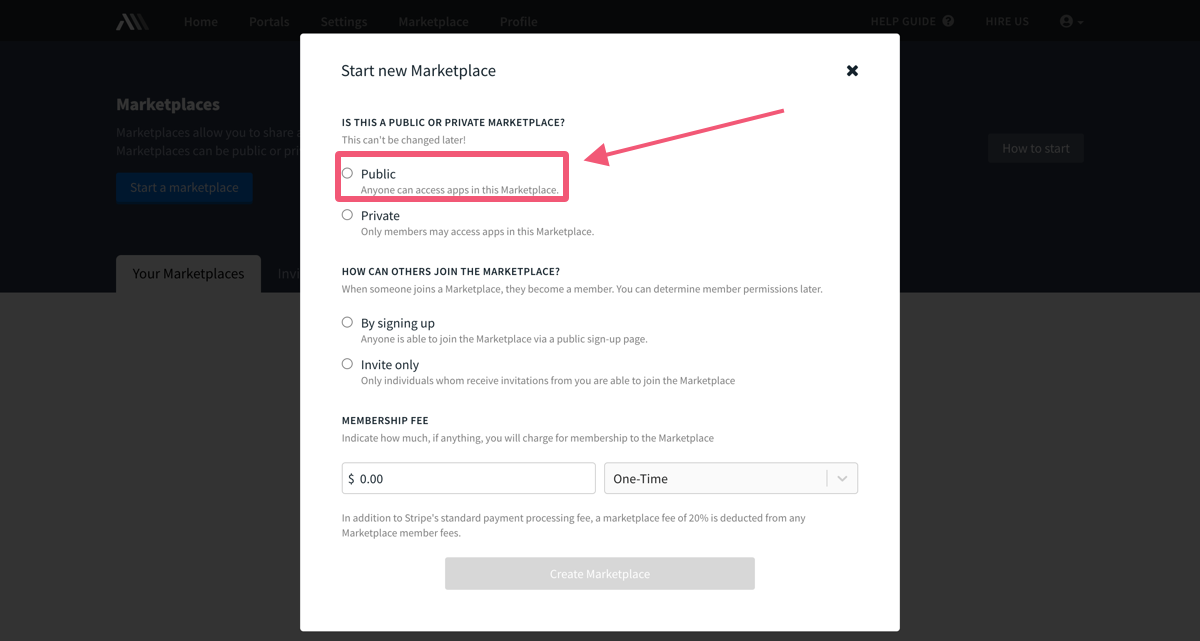 Home Portals Settings Marketplace Profile HELP GUIDE ? HIRE US
Start new Marketplace
Marketplaces
Marketplaces allow you to share
Marketplaces can be public or pri
Start a marketplace
How to start
Your Marketplaces
IS THIS A PUBLIC OR PRIVATE MARKETPLACE?
This can't be changed later!
Public
Anyone can access apps in this Marketplace.
Private
Only members may access apps in this Marketplace.
HOW CAN OTHERS JOIN THE MARKETPLACE?
When someone joins a Marketplace, they become a member. You can determine member permissions later.
By signing up
Anyone is able to join the Marketplace via a public sign-up page.
Invite only
Only individuals whom receive invitations from you are able to join the Marketplace
MEMBERSHIP FEE
Indicate how much, if anything, you will charge for membership to the Marketplace
$ 0.00 One-Time
In addition to Stripe's standard payment processing fee, a marketplace fee of 20% is deducted from any
Marketplace member fees.
Create Marketplace